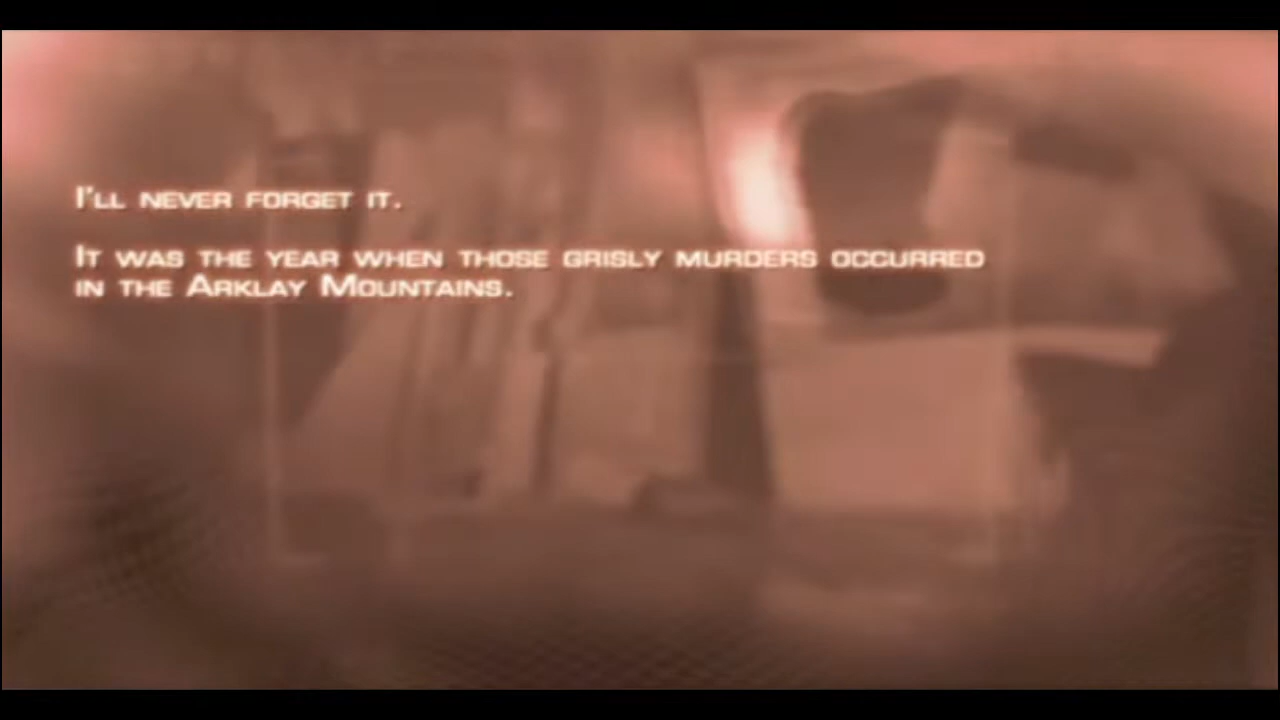 I'll never forget it.
It was the year when those grisly murders occurred
in the Arklay Mountains.